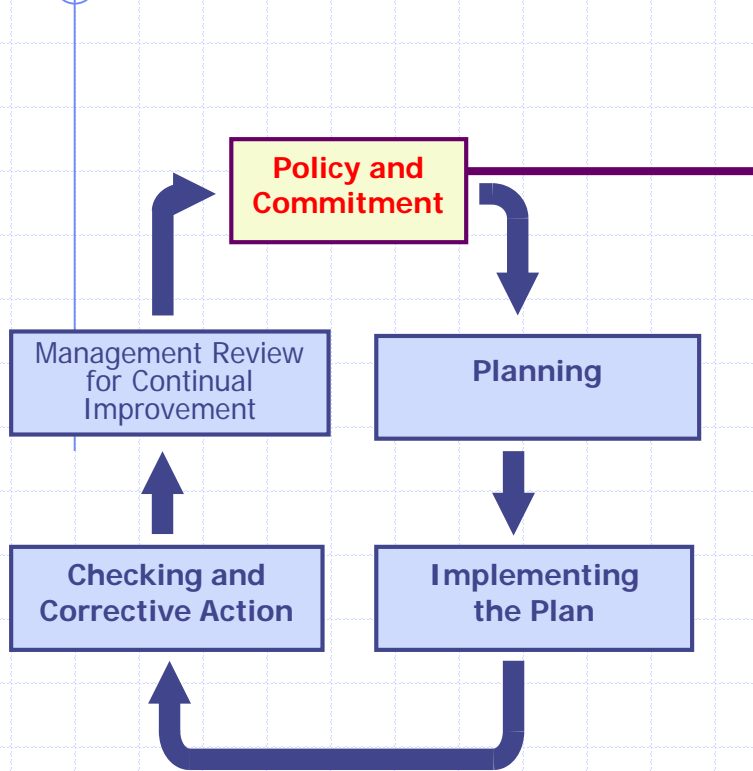 Policy and
Commitment
Management Review
for Continual
Improvement
Planning
Checking and
Corrective Action
Implementing
the Plan